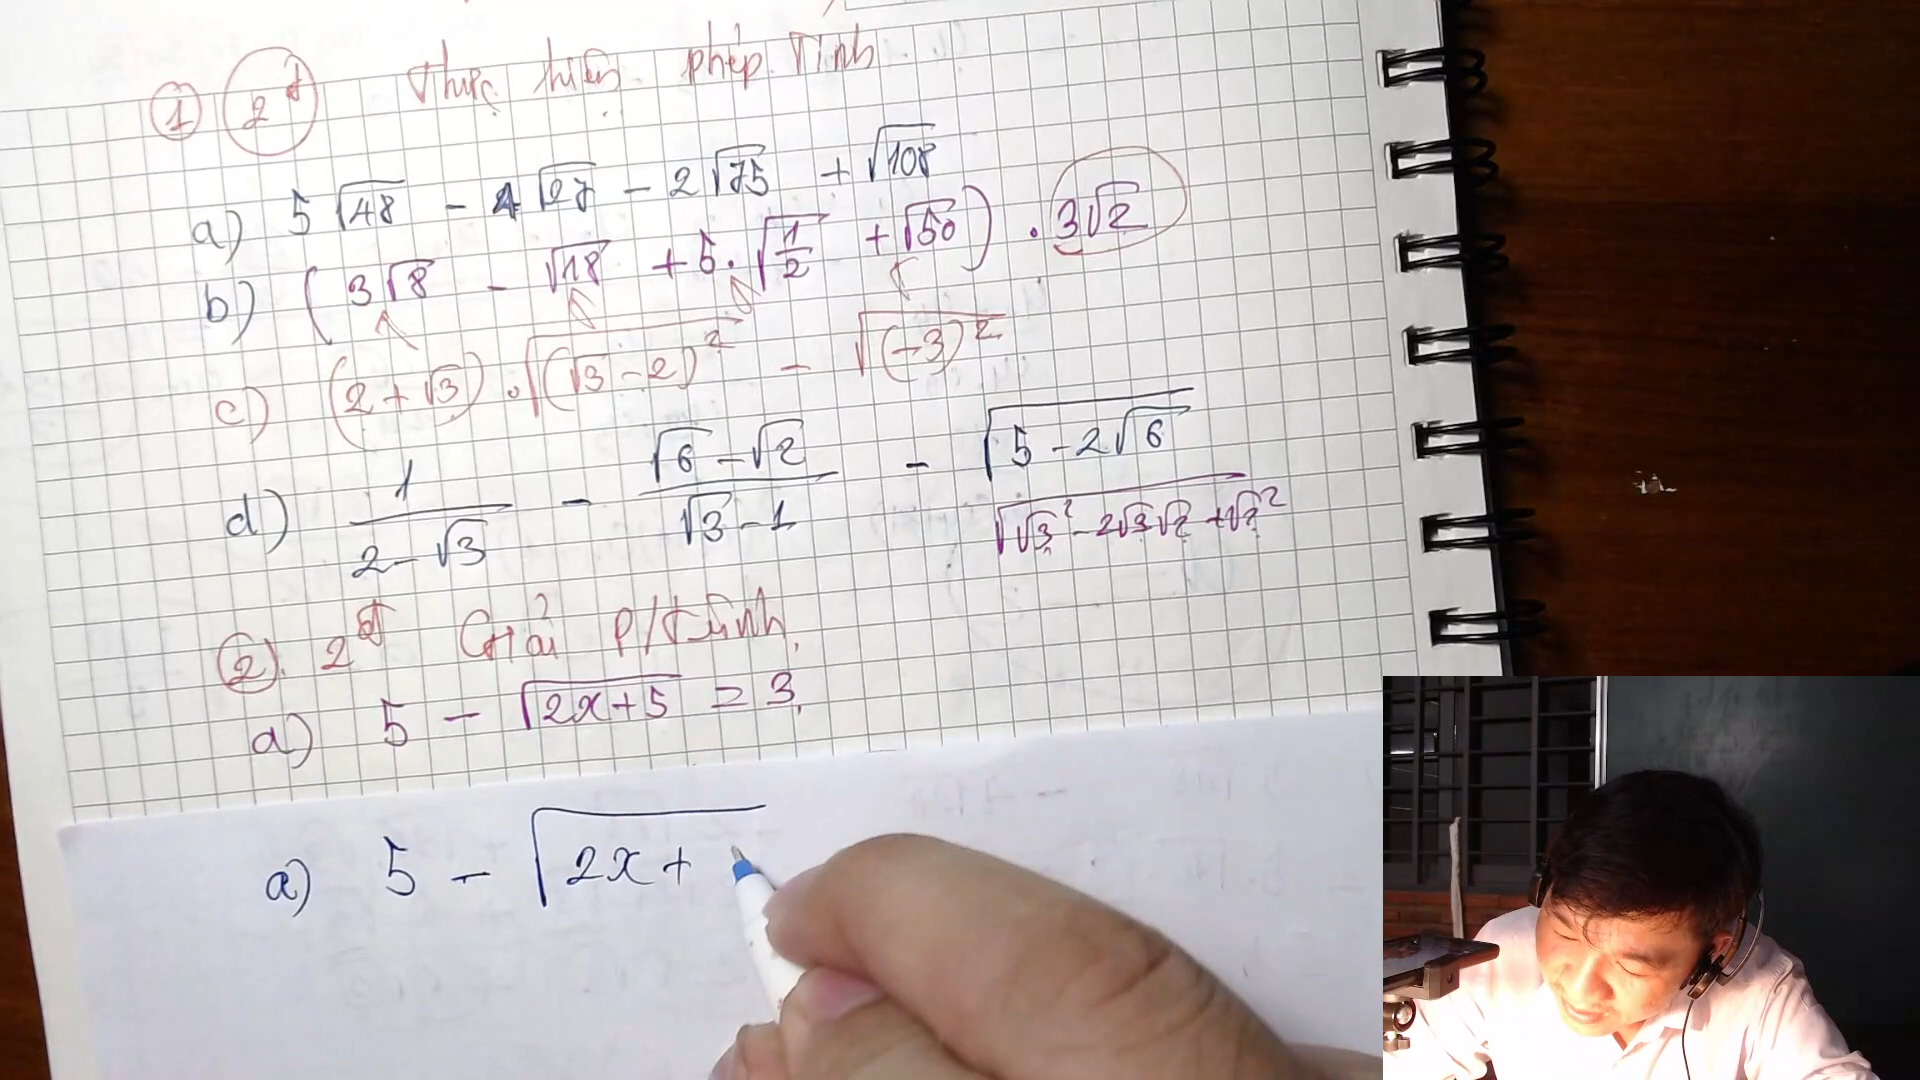 ① 2đ thực hiện phép tính.
a) 5√48 - 4√27 - 2√75 + √108
b) (3√8 - √18 + 5.√(1/2) + √50) . 3√2
c) (2 + √3) . √((√3 - 2)²) - √((-3)²)
d) 1/(2 - √3) - (√6 - √2)/(√3 - 1) - √(5 - 2√6)
√(√3² - 2√3√2 + √2²)
②. 2đ Giải p/trình.
a) 5 - √(2x+5) = 3.
a) 5 - √(2x +